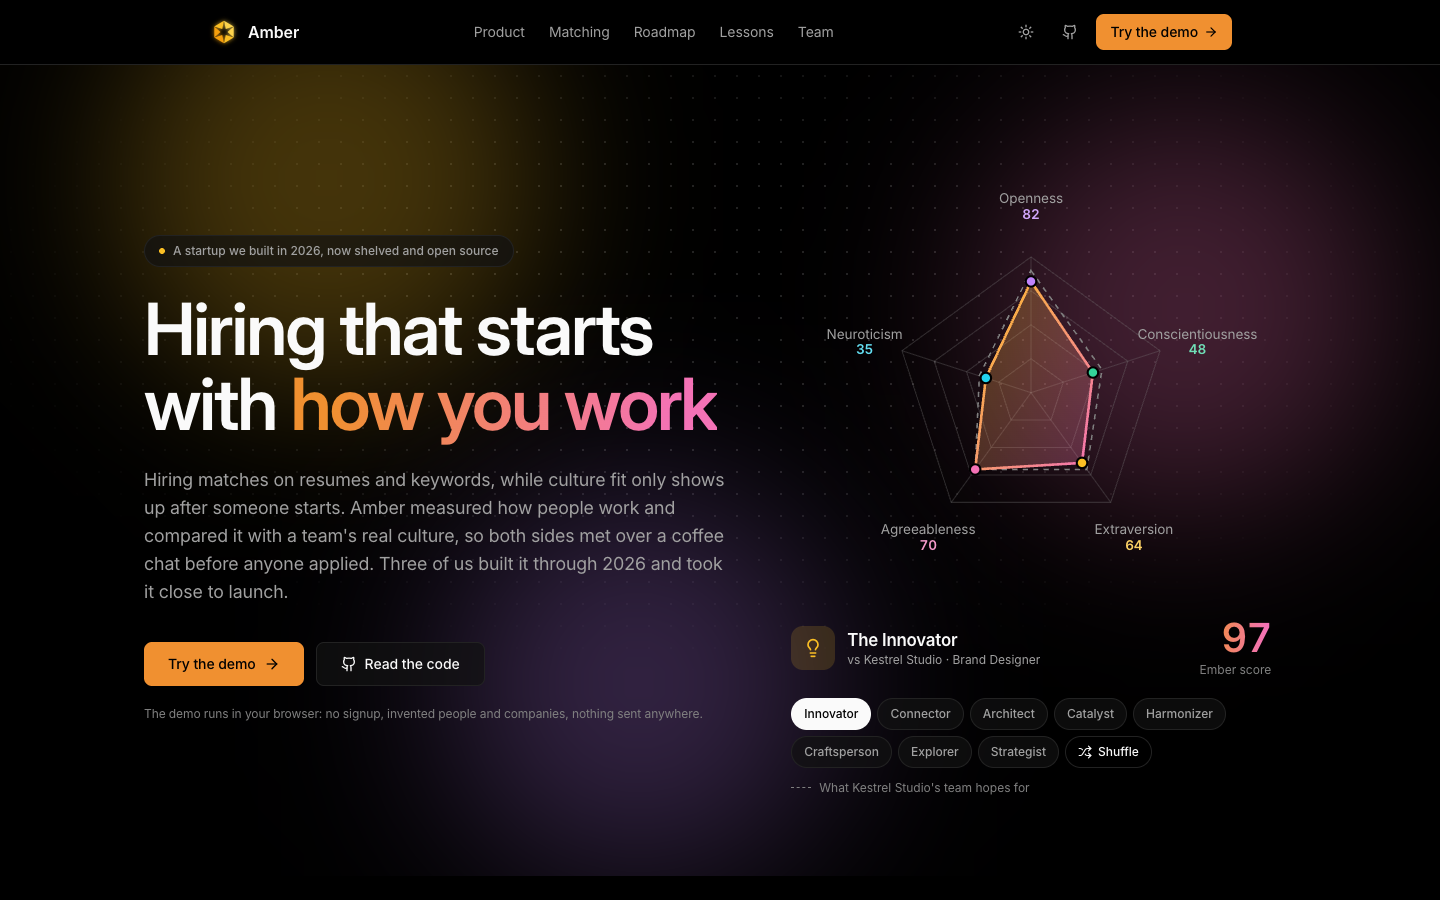 Amber
Product
Matching
Roadmap
Lessons
Team
Try the demo
A startup we built in 2026, now shelved and open source
Hiring that starts
with how you work
Hiring matches on resumes and keywords, while culture fit only shows
up after someone starts. Amber measured how people work and
compared it with a team's real culture, so both sides met over a coffee
chat before anyone applied. Three of us built it through 2026 and took
it close to launch.
Try the demo
Read the code
The demo runs in your browser: no signup, invented people and companies, nothing sent anywhere.
Openness
82
Neuroticism
35
Conscientiousness
48
Agreeableness
70
Extraversion
64
The Innovator
vs Kestrel Studio · Brand Designer
97
Ember score
Innovator
Connector
Architect
Catalyst
Harmonizer
Craftsperson
Explorer
Strategist
Shuffle
What Kestrel Studio's team hopes for